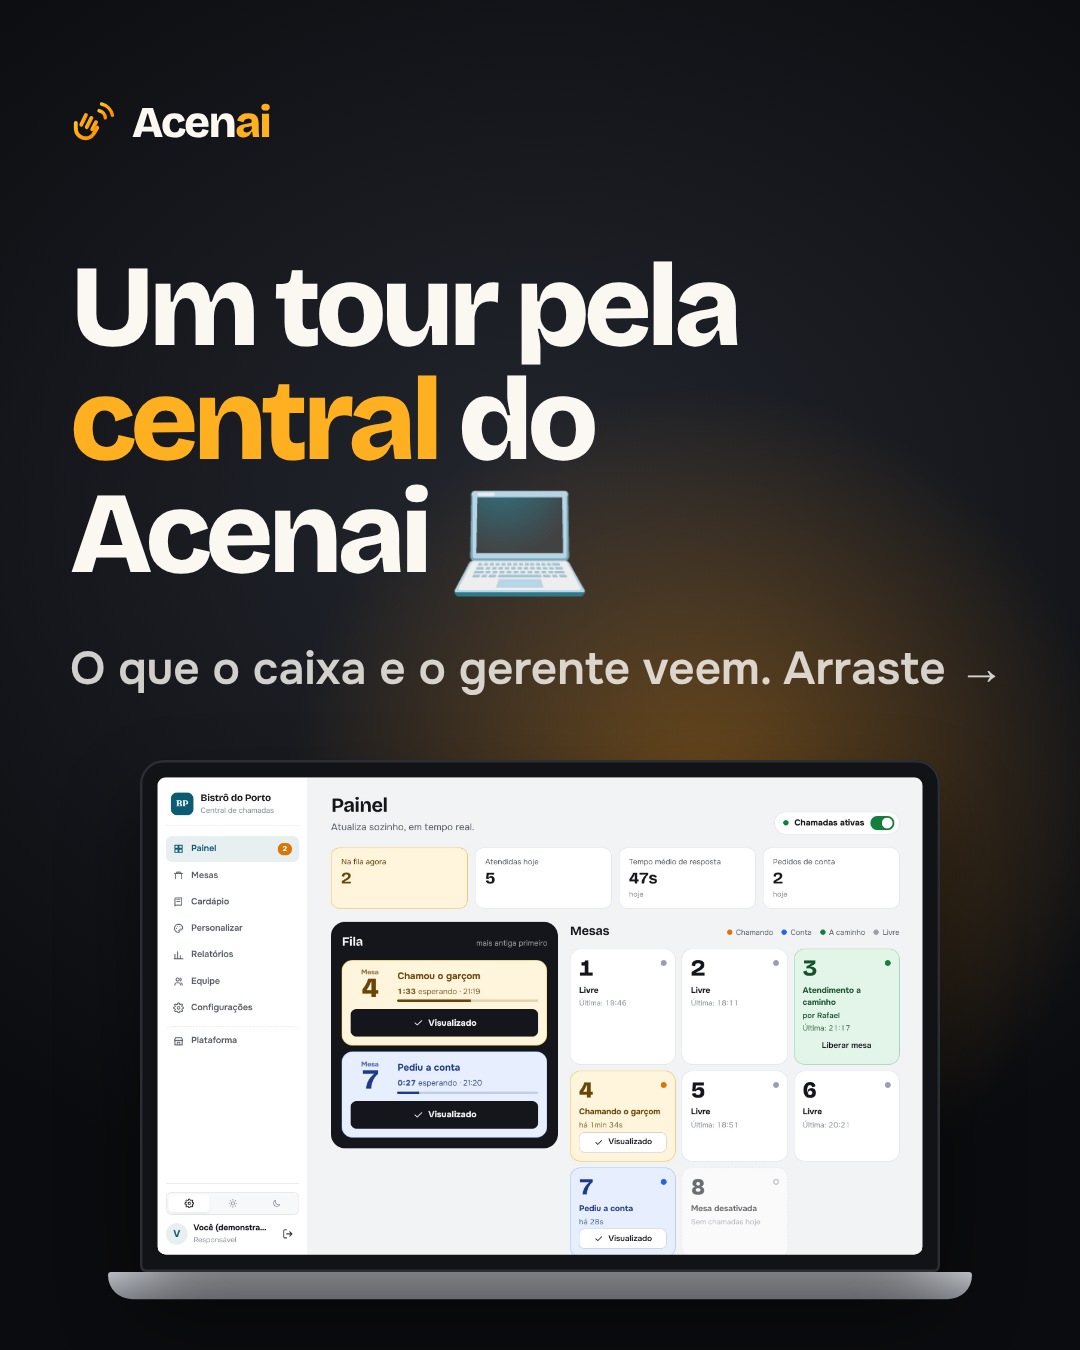 Acenai
Um tour pela
central do
Acenai
O que o caixa e o gerente veem. Arraste →
BP
Bistrô do Porto
Central de chamadas
Painel
2
Mesas
Cardápio
Personalizar
Relatórios
Equipe
Configurações
Plataforma
V
Você (demonstra...
Responsável
Painel
Atualiza sozinho, em tempo real.
Chamadas ativas
Na fila agora
2
Atendidas hoje
5
Tempo médio de resposta
47s
hoje
Pedidos de conta
2
hoje
Fila
mais antiga primeiro
Mesa
4
Chamou o garçom
1:33 esperando · 21:19
Visualizado
Mesa
7
Pediu a conta
0:27 esperando · 21:20
Visualizado
Mesas
Chamando
Conta
A caminho
Livre
1
Livre
Última: 18:46
2
Livre
Última: 18:11
3
Atendimento a
caminho
por Rafael
Última: 21:17
Liberar mesa
4
Chamando o garçom
há 1min 34s
Visualizado
5
Livre
Última: 18:51
6
Livre
Última: 20:21
7
Pediu a conta
há 28s
Visualizado
8
Mesa desativada
Sem chamadas hoje